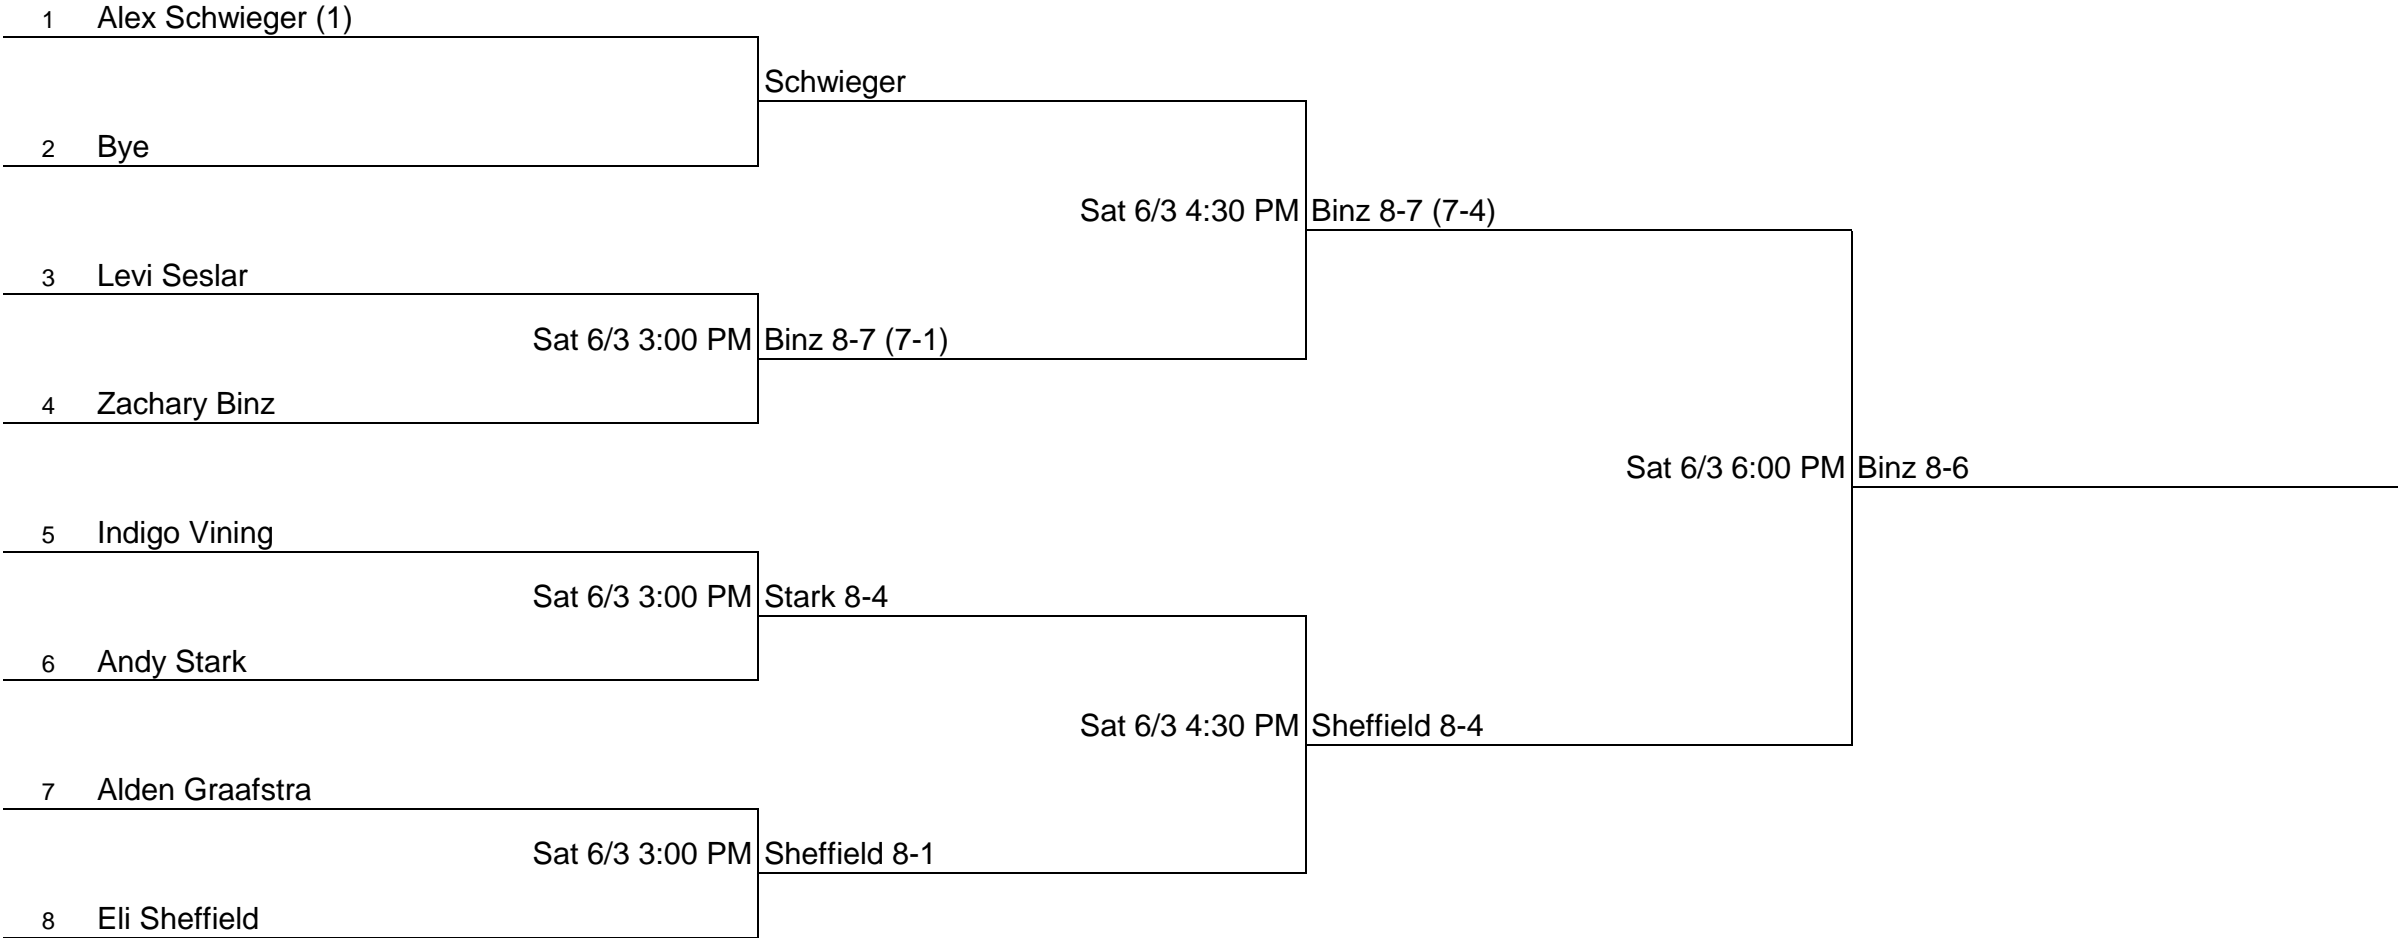 1 Alex Schwieger (1)
Schwieger
2 Bye
Sat 6/3 4:30 PM Binz 8-7 (7-4)
3 Levi Seslar
Sat 6/3 3:00 PM Binz 8-7 (7-1)
4 Zachary Binz
Sat 6/3 6:00 PM Binz 8-6
5 Indigo Vining
Sat 6/3 3:00 PM Stark 8-4
6 Andy Stark
Sat 6/3 4:30 PM Sheffield 8-4
7 Alden Graafstra
Sat 6/3 3:00 PM Sheffield 8-1
8 Eli Sheffield